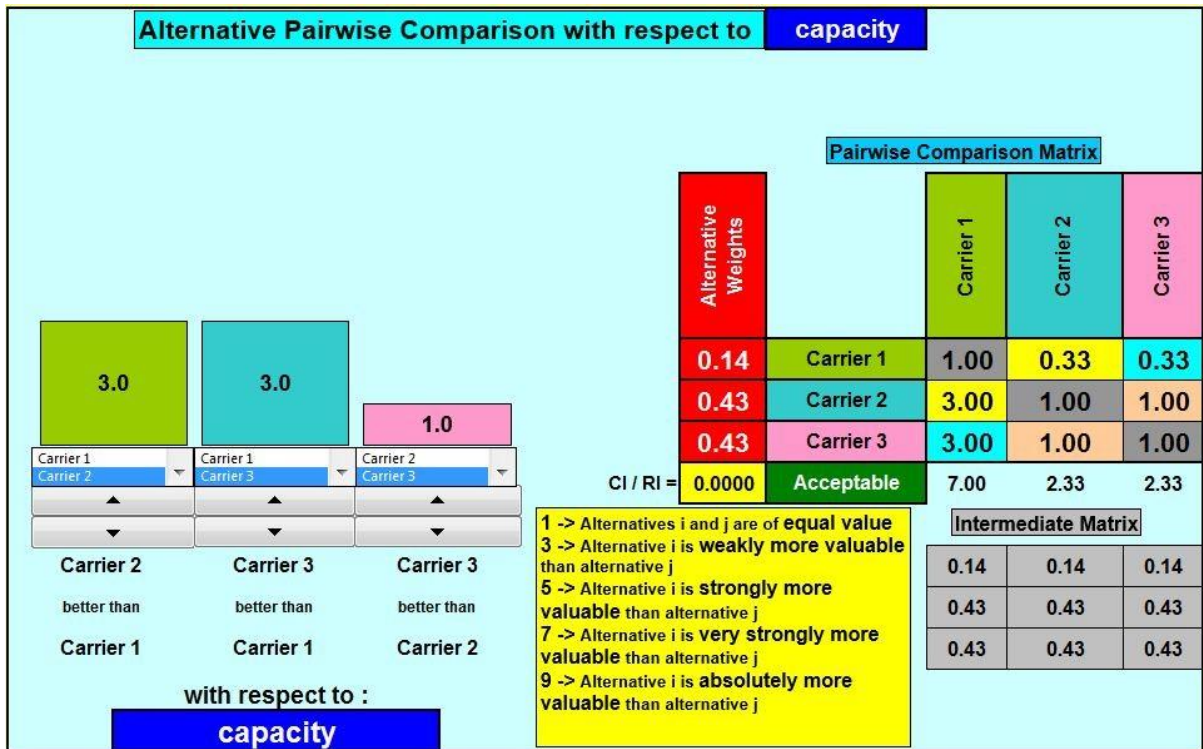 Alternative Pairwise Comparison with respect to capacity
Pairwise Comparison Matrix
Alternative Weights
Carrier 1
Carrier 2
Carrier 3
0.14 Carrier 1 1.00 0.33 0.33
0.43 Carrier 2 3.00 1.00 1.00
0.43 Carrier 3 3.00 1.00 1.00
CI / RI = 0.0000 Acceptable 7.00 2.33 2.33
3.0 3.0 1.0
Carrier 1 Carrier 1 Carrier 2
Carrier 2 Carrier 3 Carrier 3
Carrier 2 Carrier 3 Carrier 3
better than better than better than
Carrier 1 Carrier 1 Carrier 2
with respect to :
capacity
1 -> Alternatives i and j are of equal value
3 -> Alternative i is weakly more valuable
than alternative j
5 -> Alternative i is strongly more
valuable than alternative j
7 -> Alternative i is very strongly more
valuable than alternative j
9 -> Alternative i is absolutely more
valuable than alternative j
Intermediate Matrix
0.14 0.14 0.14
0.43 0.43 0.43
0.43 0.43 0.43